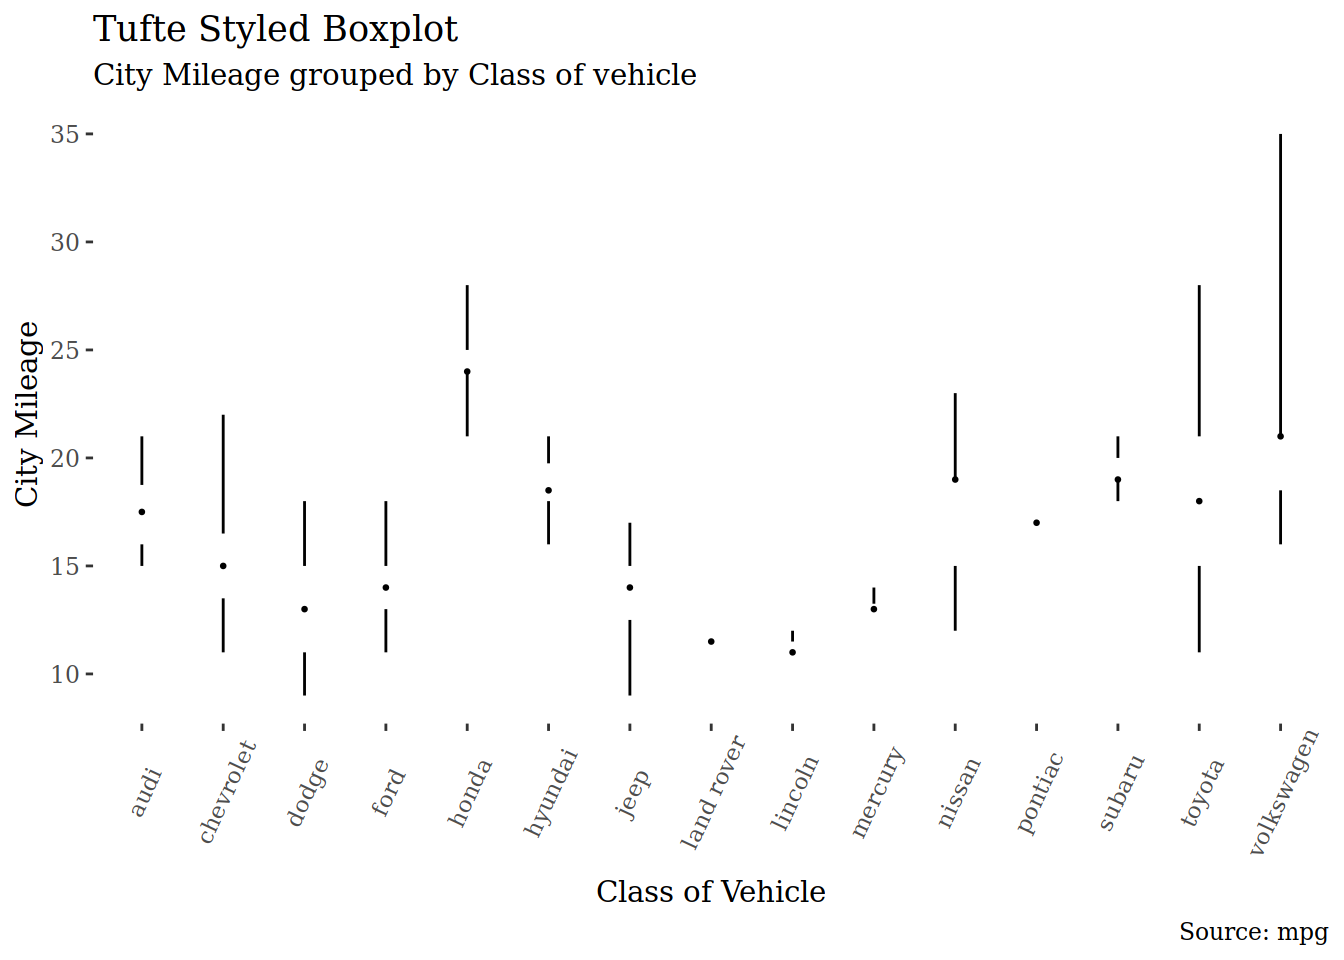 Tufte Styled Boxplot
City Mileage grouped by Class of vehicle
City Mileage
35
30
25
20
15
10
audi
chevrolet
dodge
ford
honda
hyundai
jeep
land rover
lincoln
mercury
nissan
pontiac
subaru
toyota
volkswagen
Class of Vehicle
Source: mpg